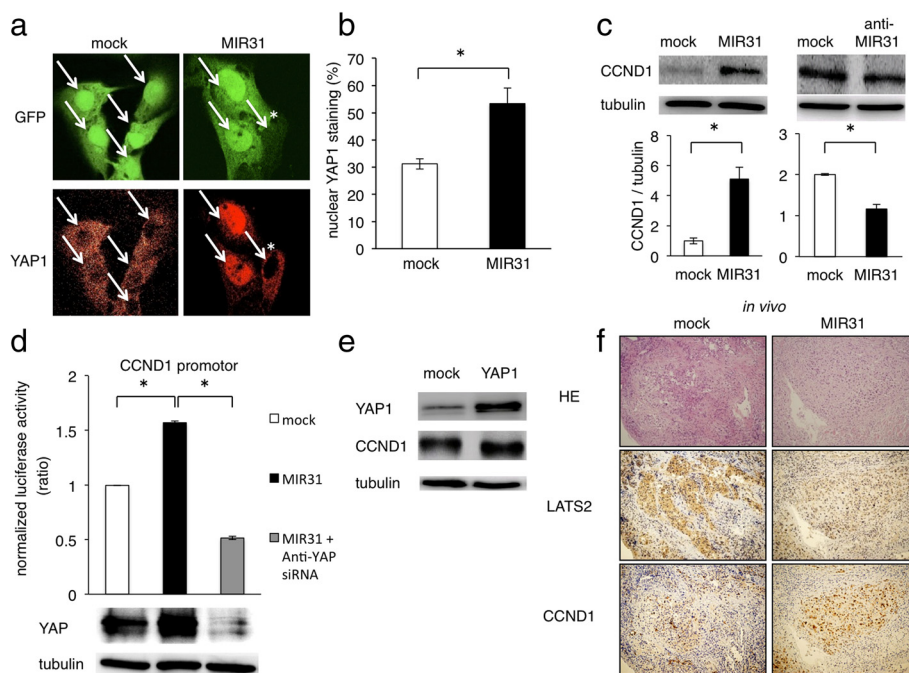 a
mock
MIR31
GFP
*
YAP1
*
b
nuclear YAP1 staining (%)
70
60
50
40
30
20
10
0
*
mock
MIR31
c
mock
MIR31
anti-
mock
MIR31
CCND1
tubulin
CCND1 / tubulin
8
6
4
2
0
*
mock
MIR31
3
2
1
0
*
mock
MIR31
d
CCND1 promotor
normalized luciferase activity
(ratio)
2
1.5
1
0.5
0
*
*
mock
MIR31
MIR31 +
Anti-YAP
siRNA
YAP
tubulin
e
mock
YAP1
YAP1
CCND1
tubulin
f
in vivo
mock
MIR31
HE
LATS2
CCND1